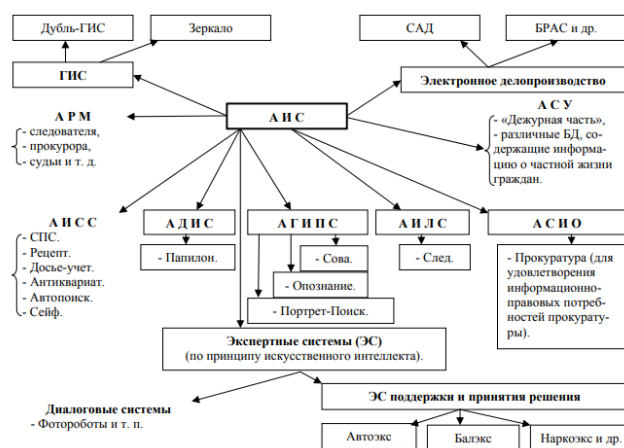 Дубль-ГИС
Зеркало
САД
БРАС и др.
ГИС
Электронное делопроизводство
А И С
А Р М
- следователя,
- прокурора,
- судьи и т. д.
А С У
- «Дежурная часть»,
- различные БД, со-
держащие информа-
цию о частной жизни
граждан.
А И С С
- СПС.
- Рецепт.
- Досье-учет.
- Антиквариат.
- Автопоиск.
- Сейф.
А Д И С
- Папилон.
А Г И П С
- Сова.
- Опознание.
- Портрет-Поиск.
А И Л С
- След.
А С И О
- Прокуратура (для
удовлетворения
информационно-
правовых потреб-
ностей прокурату-
ры).
Экспертные системы (ЭС)
(по принципу искусственного интеллекта).
Диалоговые системы
- Фотороботы и т. п.
ЭС поддержки и принятия решения
Автоэкс
Балэкс
Наркоэкс и др.